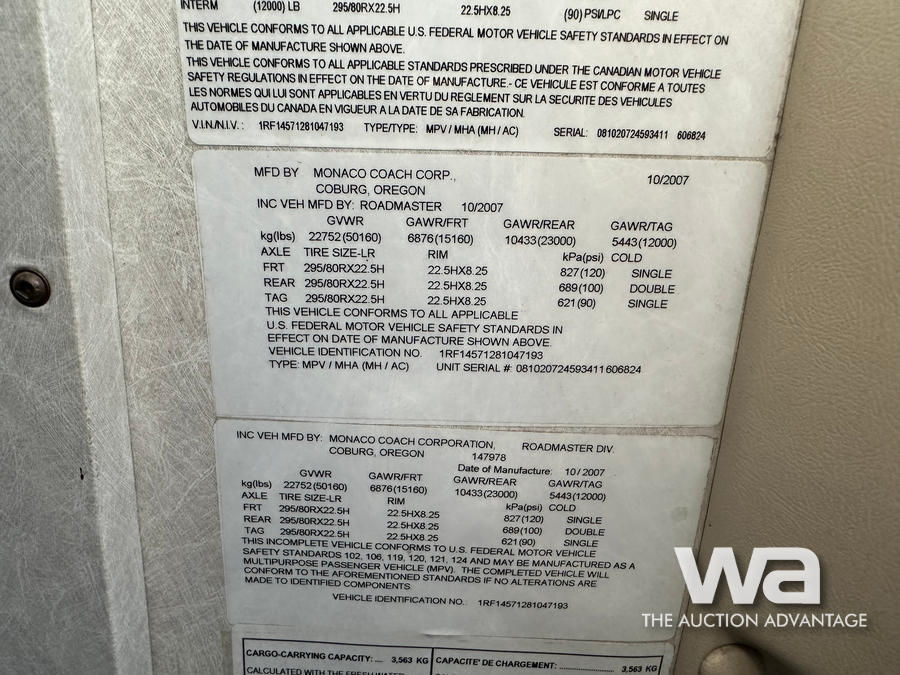 INTERM (12000) LB 295/80RX22.5H 22.5HX8.25 (90) PSI/LPC SINGLE
THIS VEHICLE CONFORMS TO ALL APPLICABLE U.S. FEDERAL MOTOR VEHICLE SAFETY STANDARDS IN EFFECT ON
THE DATE OF MANUFACTURE SHOWN ABOVE.
THIS VEHICLE CONFORMS TO ALL APPLICABLE STANDARDS PRESCRIBED UNDER THE CANADIAN MOTOR VEHICLE
SAFETY REGULATIONS IN EFFECT ON THE DATE OF MANUFACTURE.- CE VEHICULE EST CONFORME A TOUTES
LES NORMES QUI LUI SONT APPLICABLES EN VERTU DU REGLEMENT SUR LA SECURITE DES VEHICULES
AUTOMOBILES DU CANADA EN VIGUEUR A LA DATE DE SA FABRICATION.
V.I.N./N.I.V.: 1RF14571281047193 TYPE/TYPE: MPV / MHA (MH / AC) SERIAL: 081020724593411 606824
MFD BY MONACO COACH CORP., 10/2007
COBURG, OREGON
INC VEH MFD BY: ROADMASTER 10/2007
GVWR GAWR/FRT GAWR/REAR GAWR/TAG
kg(lbs) 22752 (50160) 6876 (15160) 10433 (23000) 5443 (12000)
AXLE TIRE SIZE-LR RIM kPa(psi) COLD
FRT 295/80RX22.5H 22.5HX8.25 827 (120) SINGLE
REAR 295/80RX22.5H 22.5HX8.25 689 (100) DOUBLE
TAG 295/80RX22.5H 22.5HX8.25 621 (90) SINGLE
THIS VEHICLE CONFORMS TO ALL APPLICABLE
U.S. FEDERAL MOTOR VEHICLE SAFETY STANDARDS IN
EFFECT ON DATE OF MANUFACTURE SHOWN ABOVE.
VEHICLE IDENTIFICATION NO. 1RF14571281047193
TYPE: MPV / MHA (MH / AC) UNIT SERIAL #: 081020724593411 606824
INC VEH MFD BY: MONACO COACH CORPORATION, ROADMASTER DIV.
COBURG, OREGON 147978
Date of Manufacture: 10/2007
GVWR GAWR/FRT GAWR/REAR GAWR/TAG
kg(lbs) 22752 (50160) 6876 (15160) 10433 (23000) 5443 (12000)
AXLE TIRE SIZE-LR RIM kPa(psi) COLD
FRT 295/80RX22.5H 22.5HX8.25 827 (120) SINGLE
REAR 295/80RX22.5H 22.5HX8.25 689 (100) DOUBLE
TAG 295/80RX22.5H 22.5HX8.25 621 (90) SINGLE
THIS INCOMPLETE VEHICLE CONFORMS TO U.S. FEDERAL MOTOR VEHICLE
SAFETY STANDARDS 102, 106, 119, 120, 121, 124 AND MAY BE MANUFACTURED AS A
MULTIPURPOSE PASSENGER VEHICLE (MPV). THE COMPLETED VEHICLE WILL
CONFORM TO THE AFOREMENTIONED STANDARDS IF NO ALTERATIONS ARE
MADE TO IDENTIFIED COMPONENTS
VEHICLE IDENTIFICATION NO.: 1RF14571281047193
wa
THE AUCTION ADVANTAGE
CARGO-CARRYING CAPACITY: .... 3,563 KG CAPACITE' DE CHARGEMENT: .................... 3,563 KG
CALCULATED WITH THE FRESH WATER